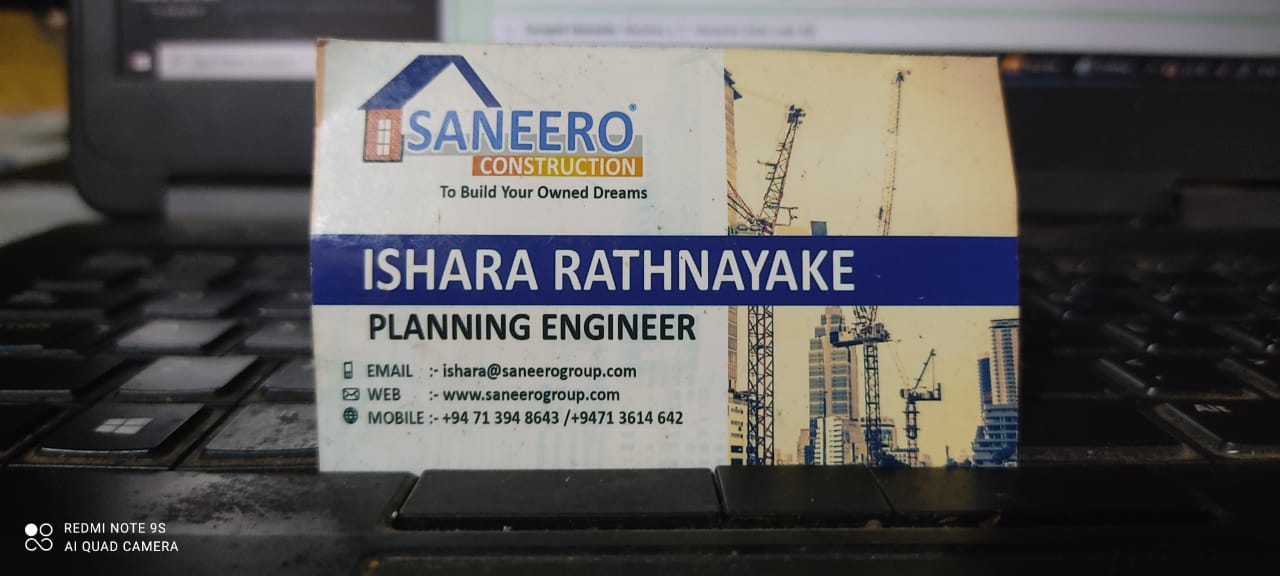 SANEERO®
CONSTRUCTION
To Build Your Owned Dreams
ISHARA RATHNAYAKE
PLANNING ENGINEER
EMAIL :- ishara@saneerogroup.com
WEB :- www.saneerogroup.com
MOBILE :- +94 71 394 8643 /+9471 3614 642
Alt
REDMI NOTE 9S
AI QUAD CAMERA